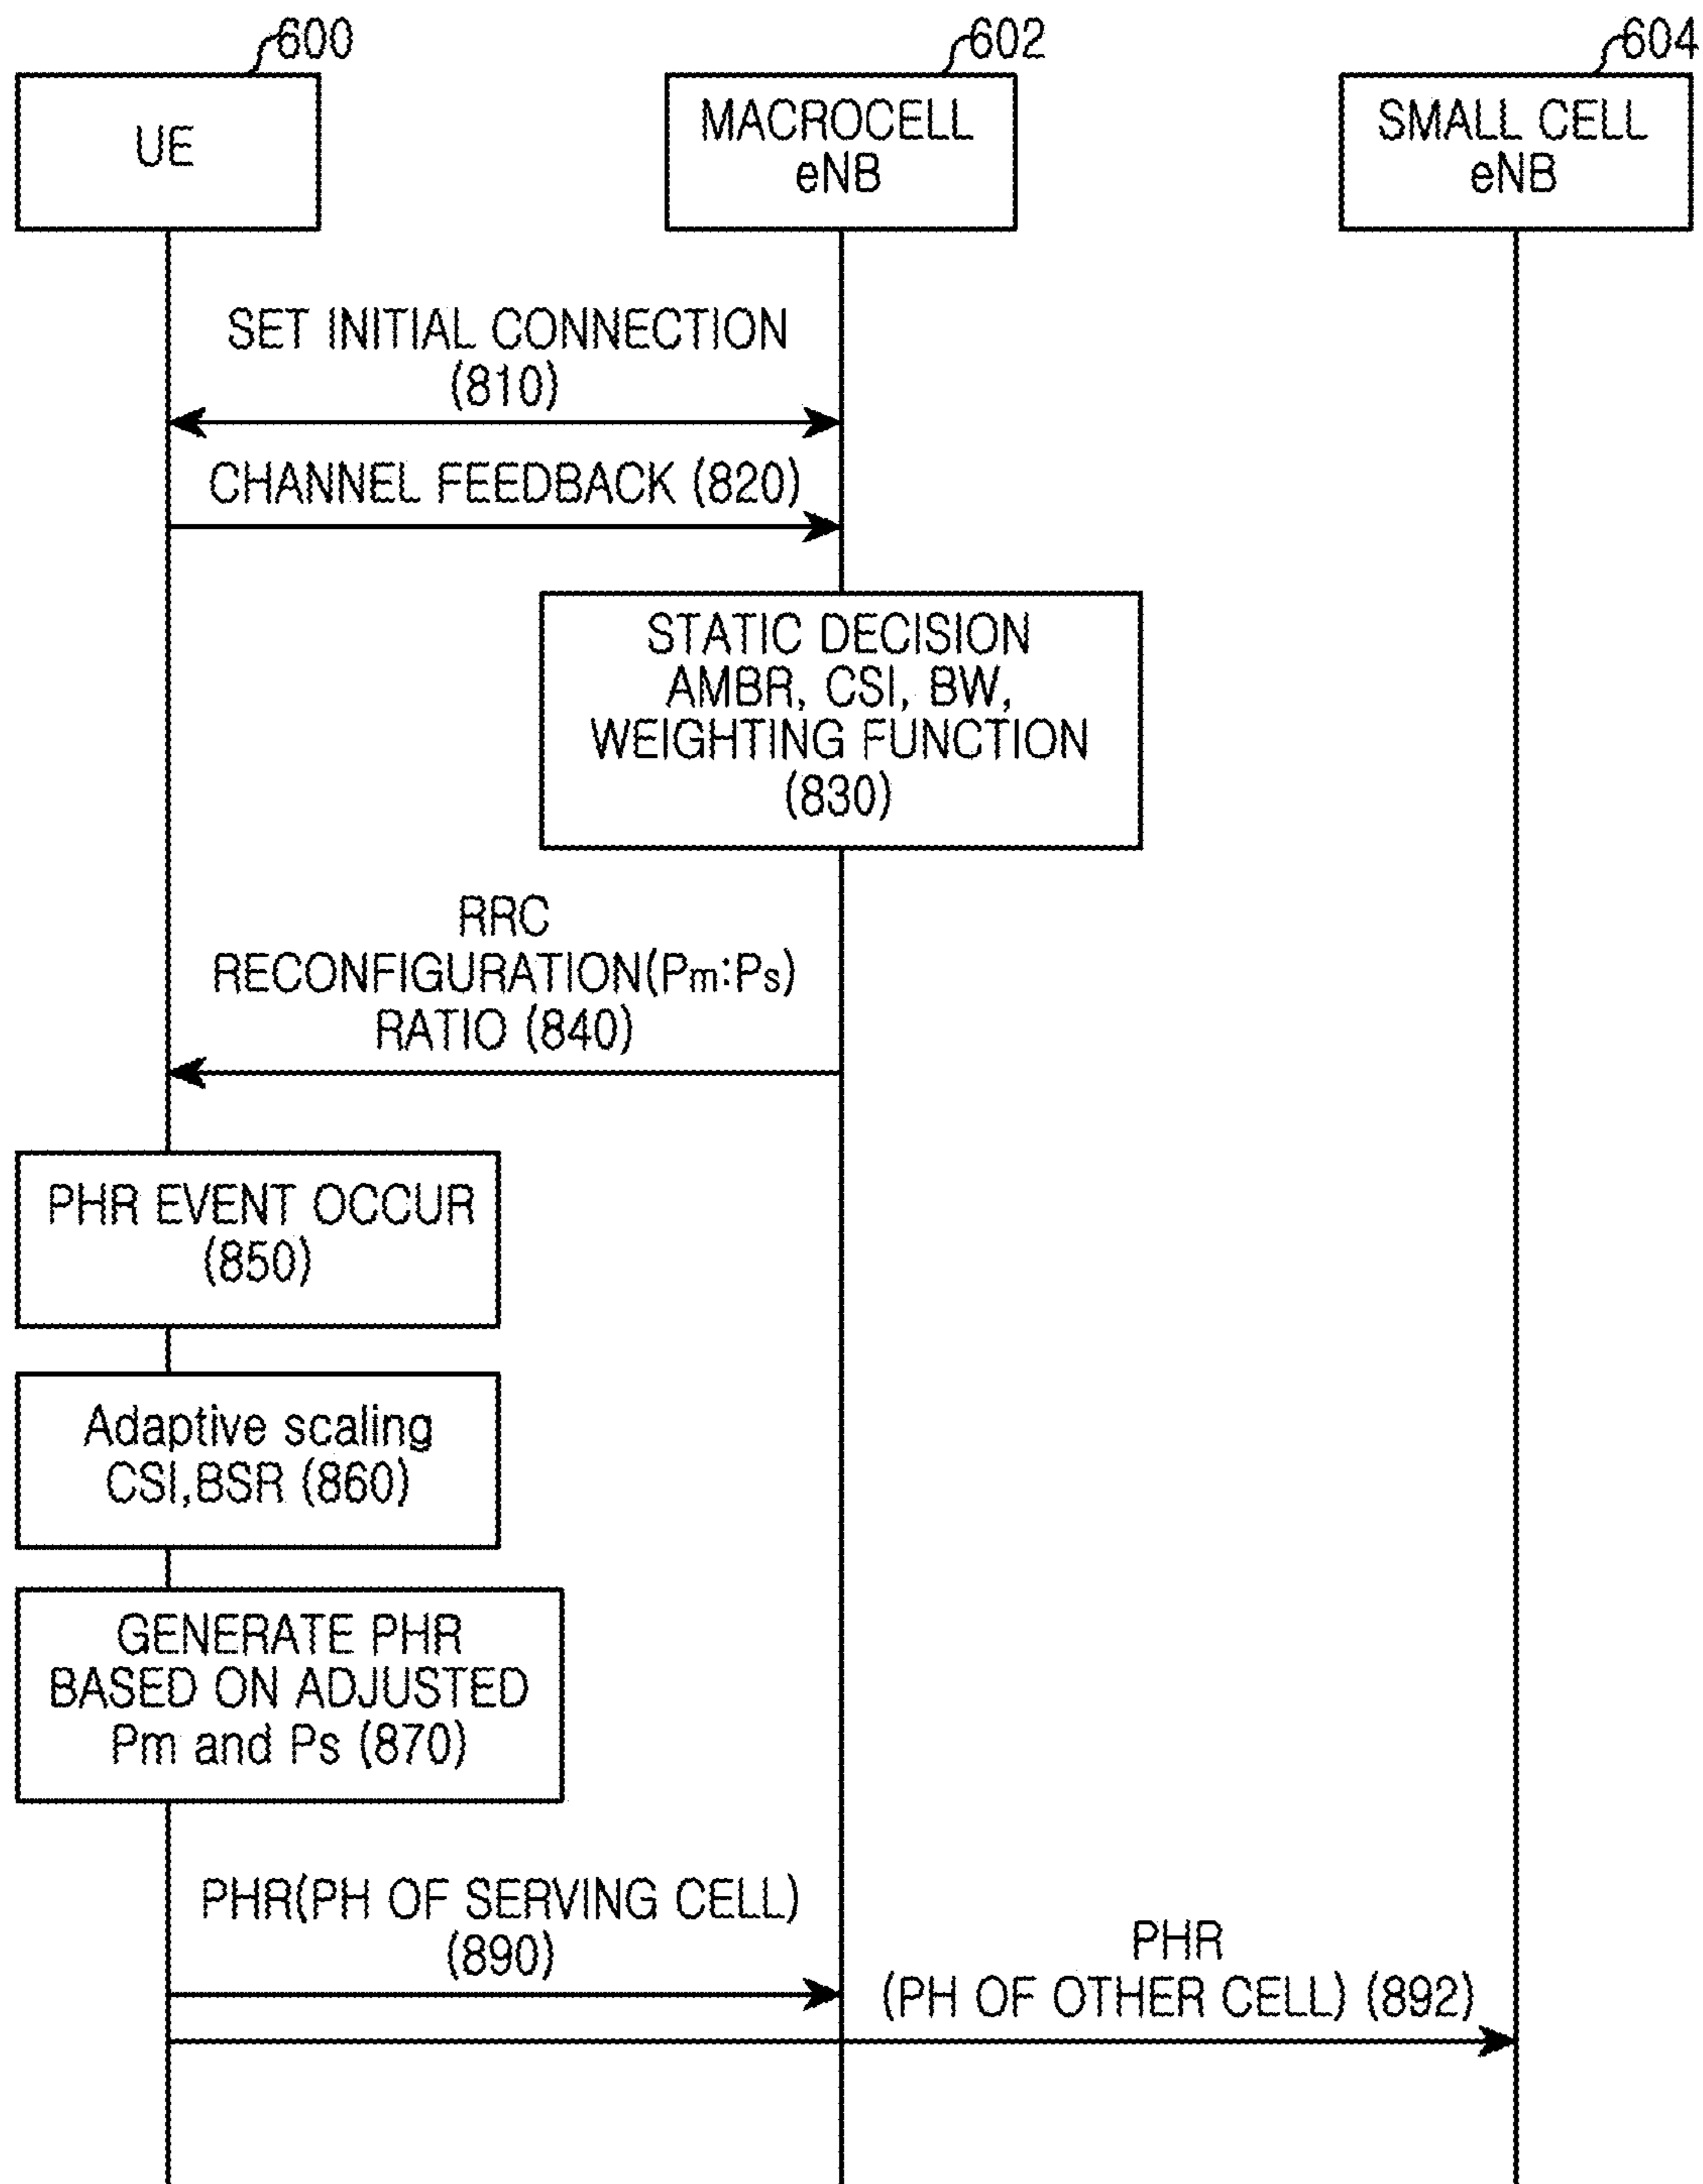 600
602
604
UE
MACROCELL
eNB
SMALL CELL
eNB
SET INITIAL CONNECTION
(810)
CHANNEL FEEDBACK (820)
STATIC DECISION
AMBR, CSI, BW,
WEIGHTING FUNCTION
(830)
RRC
RECONFIGURATION(Pm:Ps)
RATIO (840)
PHR EVENT OCCUR
(850)
Adaptive scaling
CSI,BSR (860)
GENERATE PHR
BASED ON ADJUSTED
Pm and Ps (870)
PHR(PH OF SERVING CELL)
(890)
PHR
(PH OF OTHER CELL) (892)